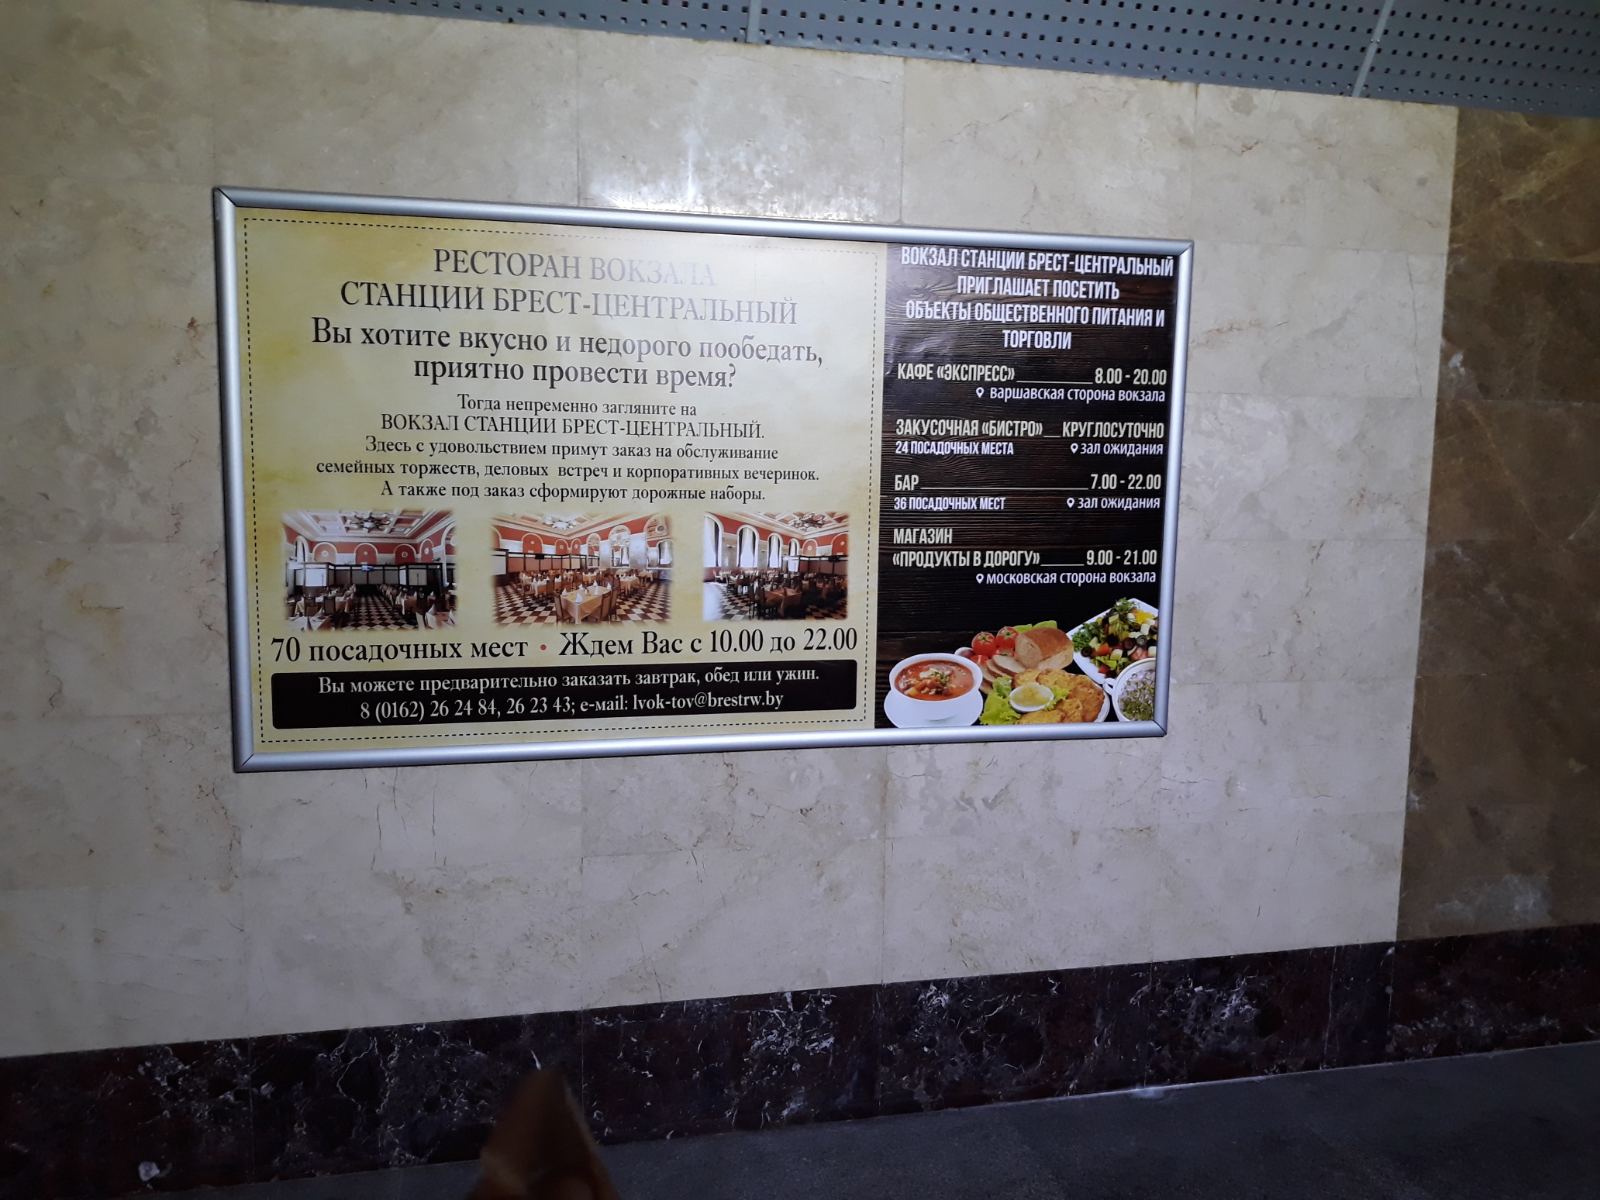 РЕСТОРАН ВОКЗАЛА
СТАНЦИИ БРЕСТ-ЦЕНТРАЛЬНЫЙ
Вы хотите вкусно и недорого пообедать,
приятно провести время?
Тогда непременно загляните на
ВОКЗАЛ СТАНЦИИ БРЕСТ-ЦЕНТРАЛЬНЫЙ.
Здесь с удовольствием примут заказ на обслуживание
семейных торжеств, деловых встреч и корпоративных вечеринок.
А также под заказ сформируют дорожные наборы.
70 посадочных мест • Ждем Вас с 10.00 до 22.00
Вы можете предварительно заказать завтрак, обед или ужин.
8 (0162) 26 24 84, 26 23 43; е-маil: lvok-tov@brestrw.by
ВОКЗАЛ СТАНЦИИ БРЕСТ-ЦЕНТРАЛЬНЫЙ
ПРИГЛАШАЕТ ПОСЕТИТЬ
ОБЪЕКТЫ ОБЩЕСТВЕННОГО ПИТАНИЯ И
ТОРГОВЛИ
КАФЕ «ЭКСПРЕСС» 8.00 - 20.00
варшавская сторона вокзала
ЗАКУСОЧНАЯ «БИСТРО» КРУГЛОСУТОЧНО
24 ПОСАДОЧНЫХ МЕСТА зал ожидания
БАР 7.00 - 22.00
36 ПОСАДОЧНЫХ МЕСТ зал ожидания
МАГАЗИН
«ПРОДУКТЫ В ДОРОГУ» 9.00 - 21.00
московская сторона вокзала